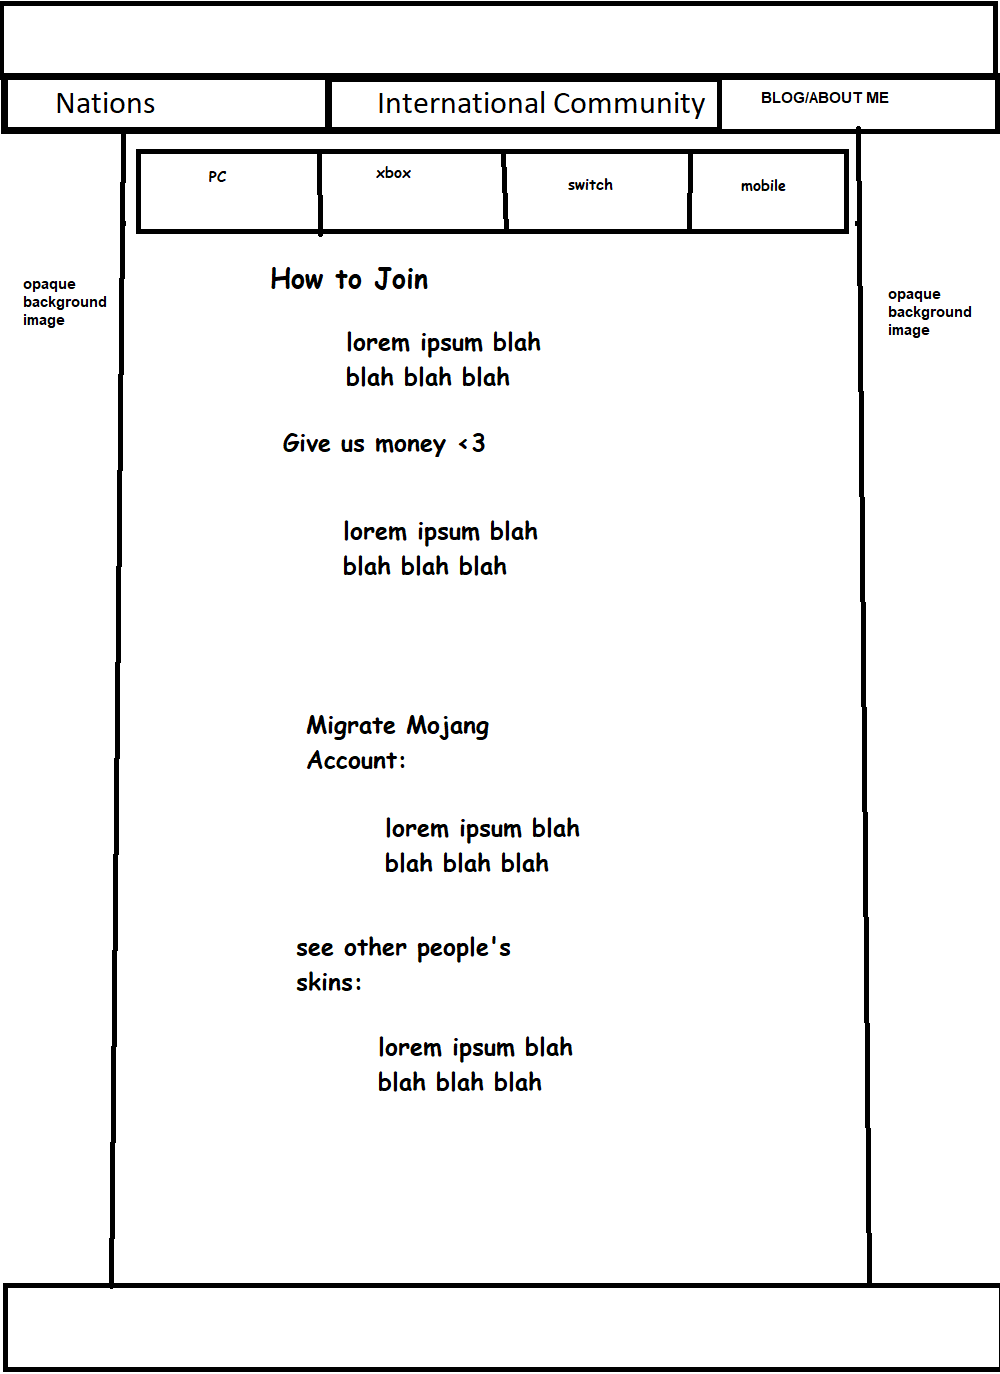 Nations
International Community
BLOG/ABOUT ME
PC
xbox
switch
mobile
opaque
background
image
opaque
background
image
How to Join
lorem ipsum blah
blah blah blah
Give us money <3
lorem ipsum blah
blah blah blah
Migrate Mojang
Account:
lorem ipsum blah
blah blah blah
see other people's
skins:
lorem ipsum blah
blah blah blah